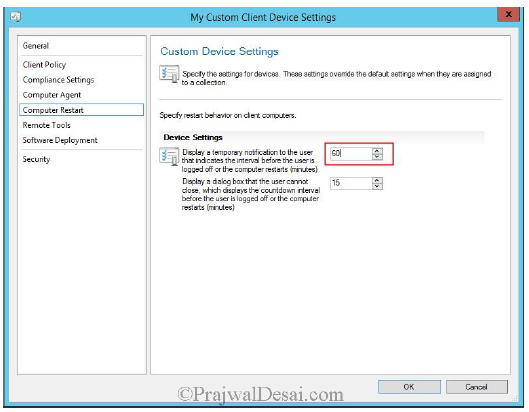 My Custom Client Device Settings
x
General
Client Policy
Compliance Settings
Computer Agent
Computer Restart
Remote Tools
Software Deployment
Security
Custom Device Settings
Specify the settings for devices. These settings override the default settings when they are assigned
to a collection.
Specify restart behavior on client computers.
Device Settings
Display a temporary notification to the user
that indicates the interval before the user is
logged off or the computer restarts (minutes)
60
Display a dialog box that the user cannot
close, which displays the countdown interval
before the user is logged off or the computer
restarts (minutes)
15
OK
Cancel
©PrajwalDesai.com